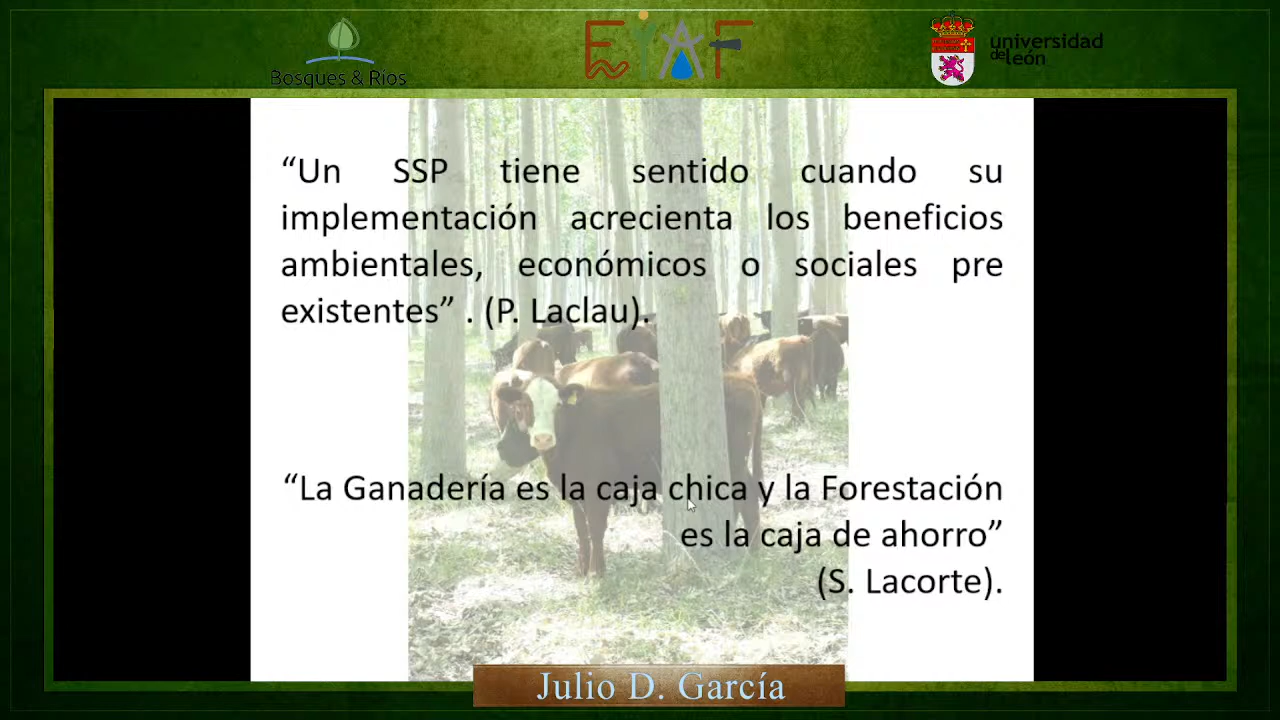 Bosques & Ríos
EIAF
universidad
de león
“Un SSP tiene sentido cuando su
implementación acrecienta los beneficios
ambientales, económicos o sociales pre
existentes” . (P. Laclau).
“La Ganadería es la caja chica y la Forestación
es la caja de ahorro”
(S. Lacorte).
Julio D. García